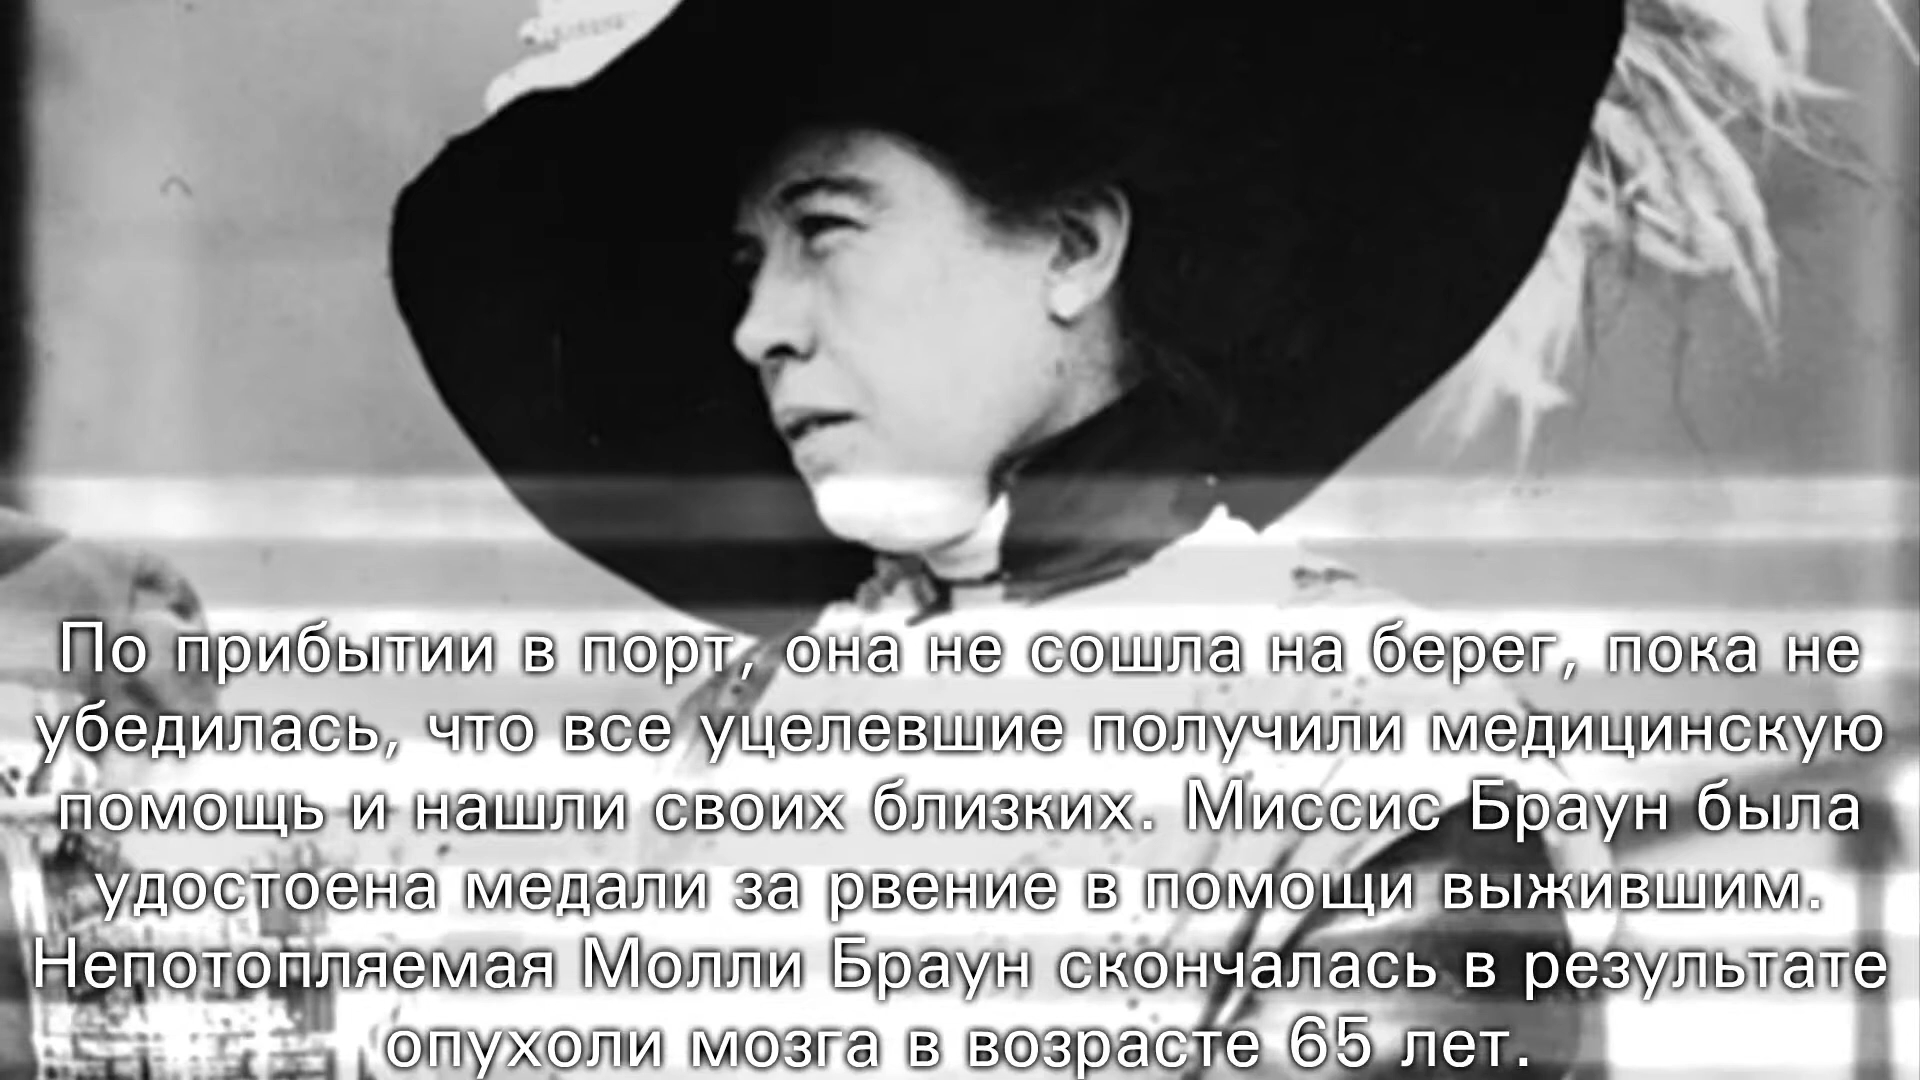 По прибытии в порт, она не сошла на берег, пока не
убедилась, что все уцелевшие получили медицинскую
помощь и нашли своих близких. Миссис Браун была
удостоена медали за рвение в помощи выжившим.
Непотопляемая Молли Браун скончалась в результате
опухоли мозга в возрасте 65 лет.